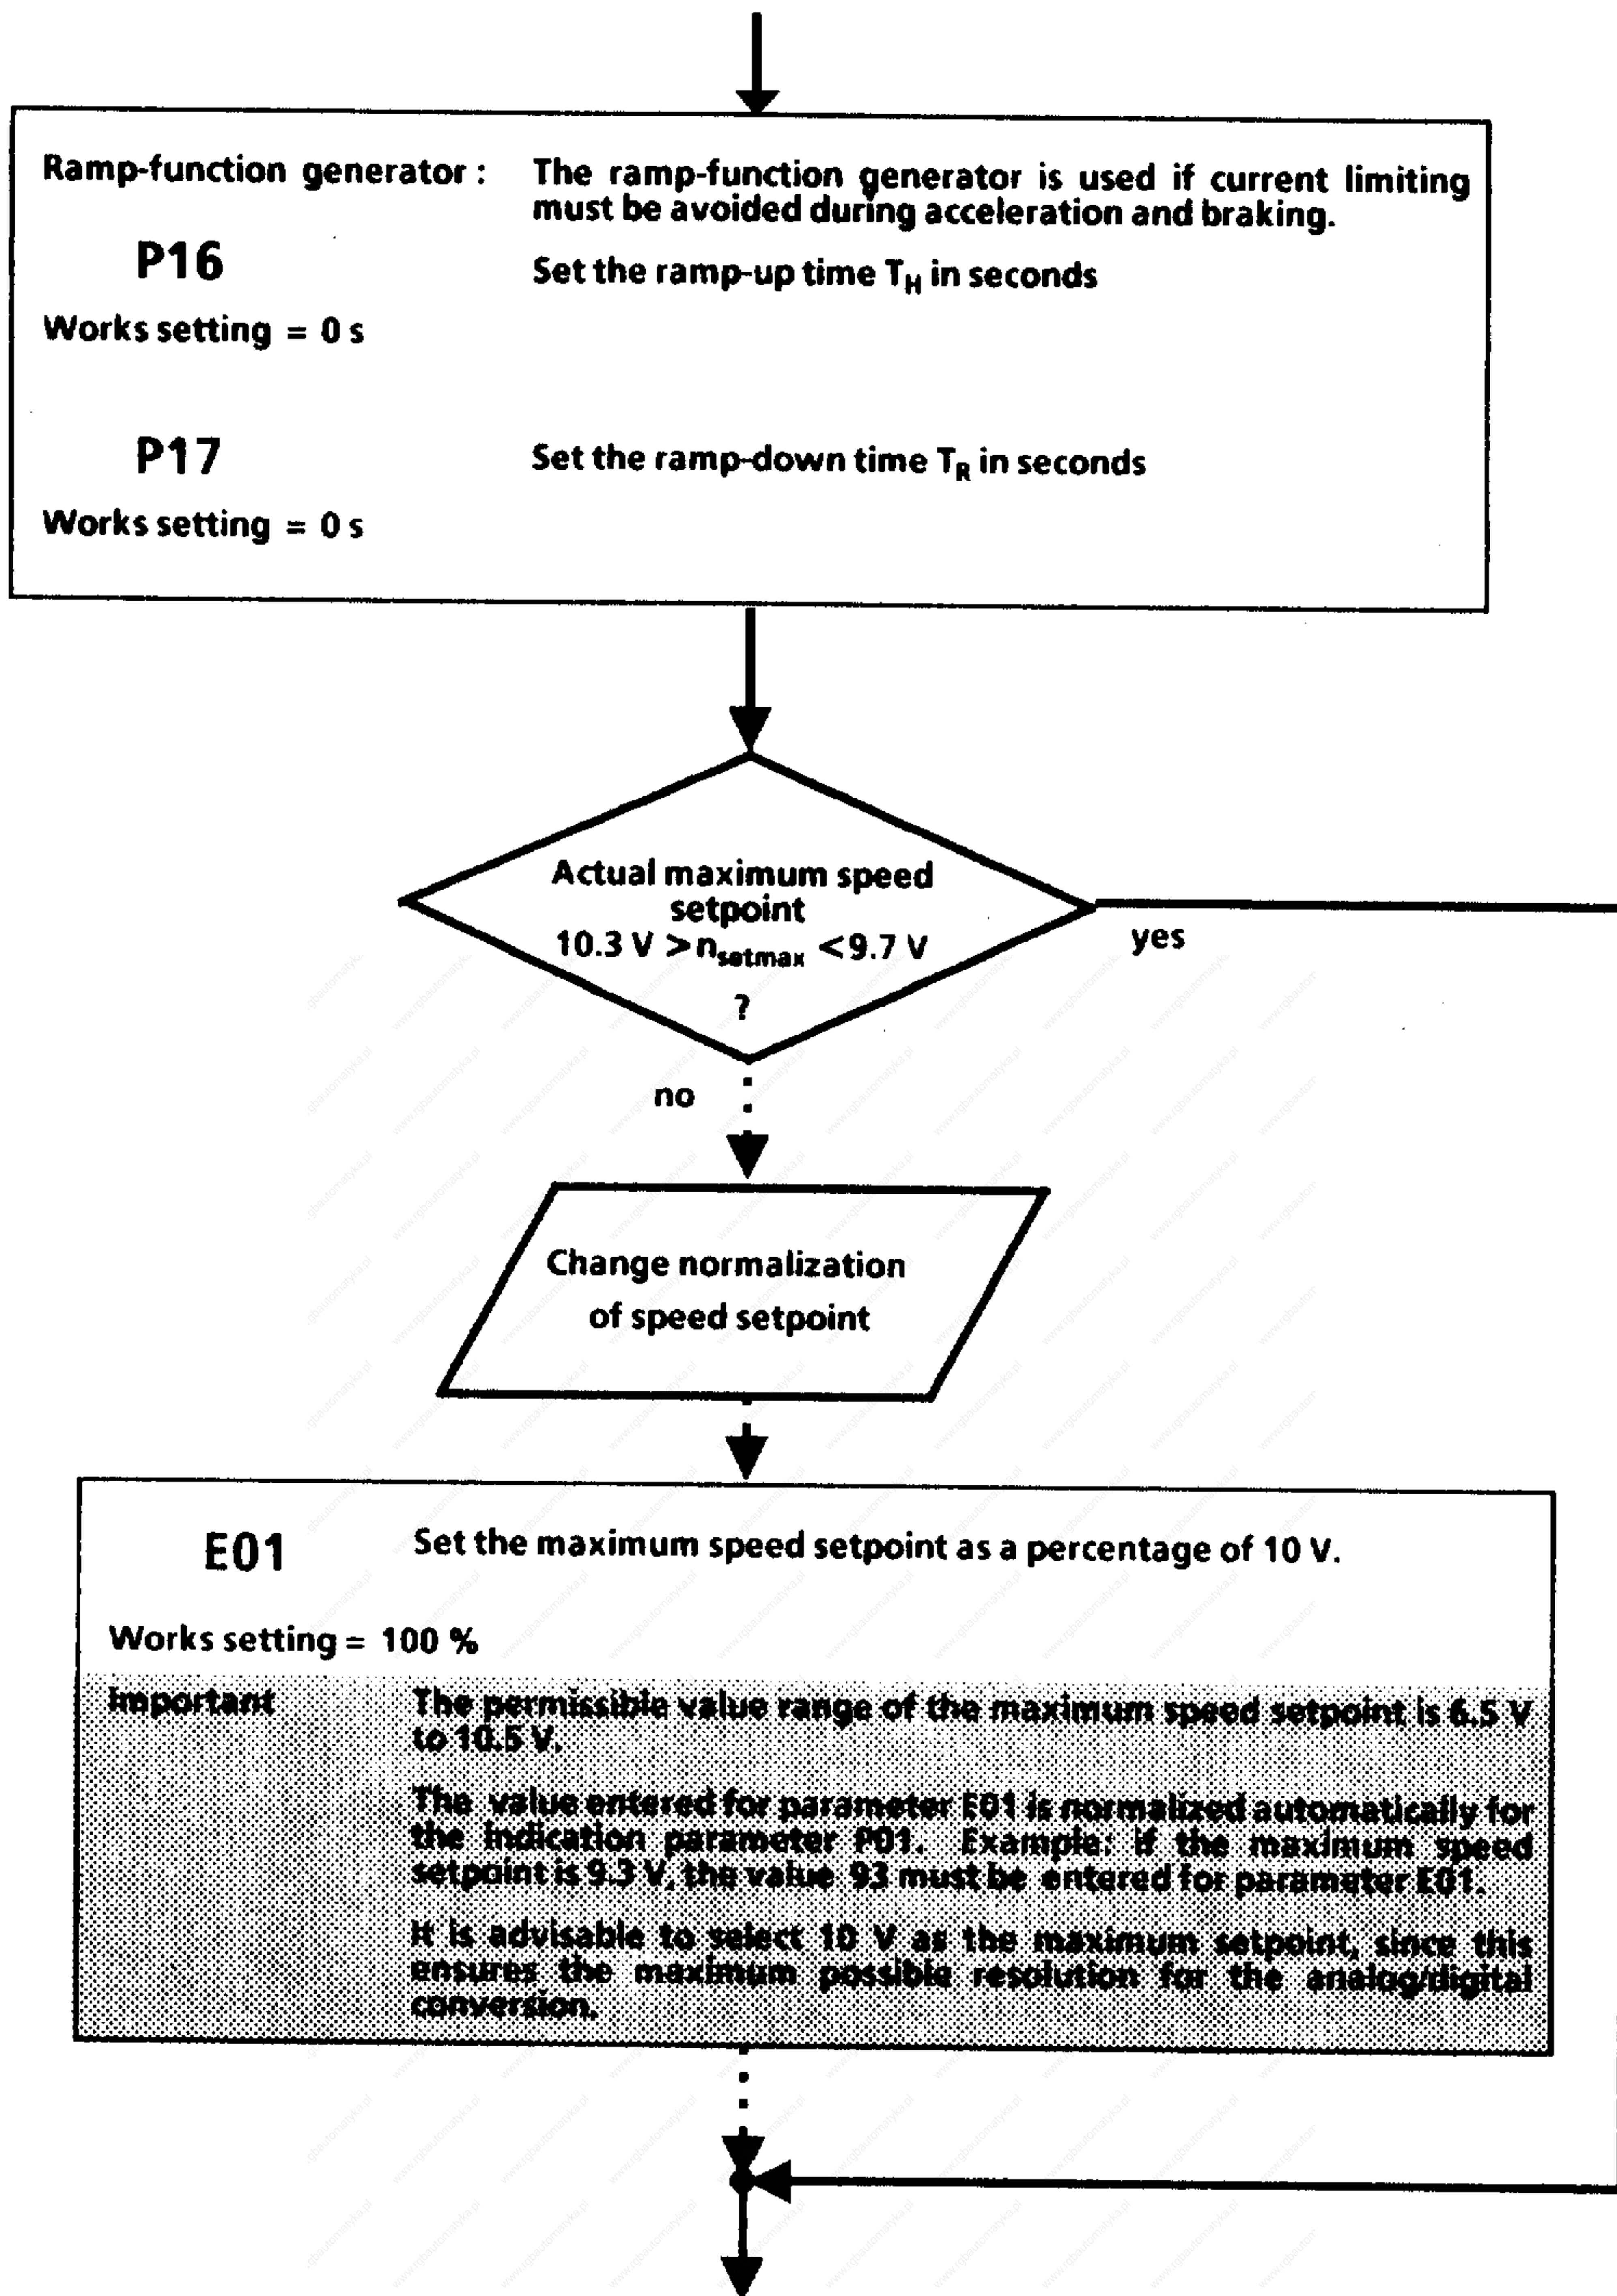 Ramp-function generator : The ramp-function generator is used if current limiting
must be avoided during acceleration and braking.
P16 Set the ramp-up time TH in seconds
Works setting = 0 s
P17 Set the ramp-down time TR in seconds
Works setting = 0 s
Actual maximum speed
setpoint
10.3 V > nsetmax < 9.7 V
?
yes
no
Change normalization
of speed setpoint
E01 Set the maximum speed setpoint as a percentage of 10 V.
Works setting = 100 %
Important The permissible value range of the maximum speed setpoint is 6.5 V
to 10.5 V.
The value entered for parameter E01 is normalized automatically for
the indication parameter P01. Example: if the maximum speed
setpoint is 9.3 V, the value 93 must be entered for parameter E01.
It is advisable to select 10 V as the maximum setpoint, since this
ensures the maximum possible resolution for the analog/digital
conversion.
www.rgbautomatyka.pl